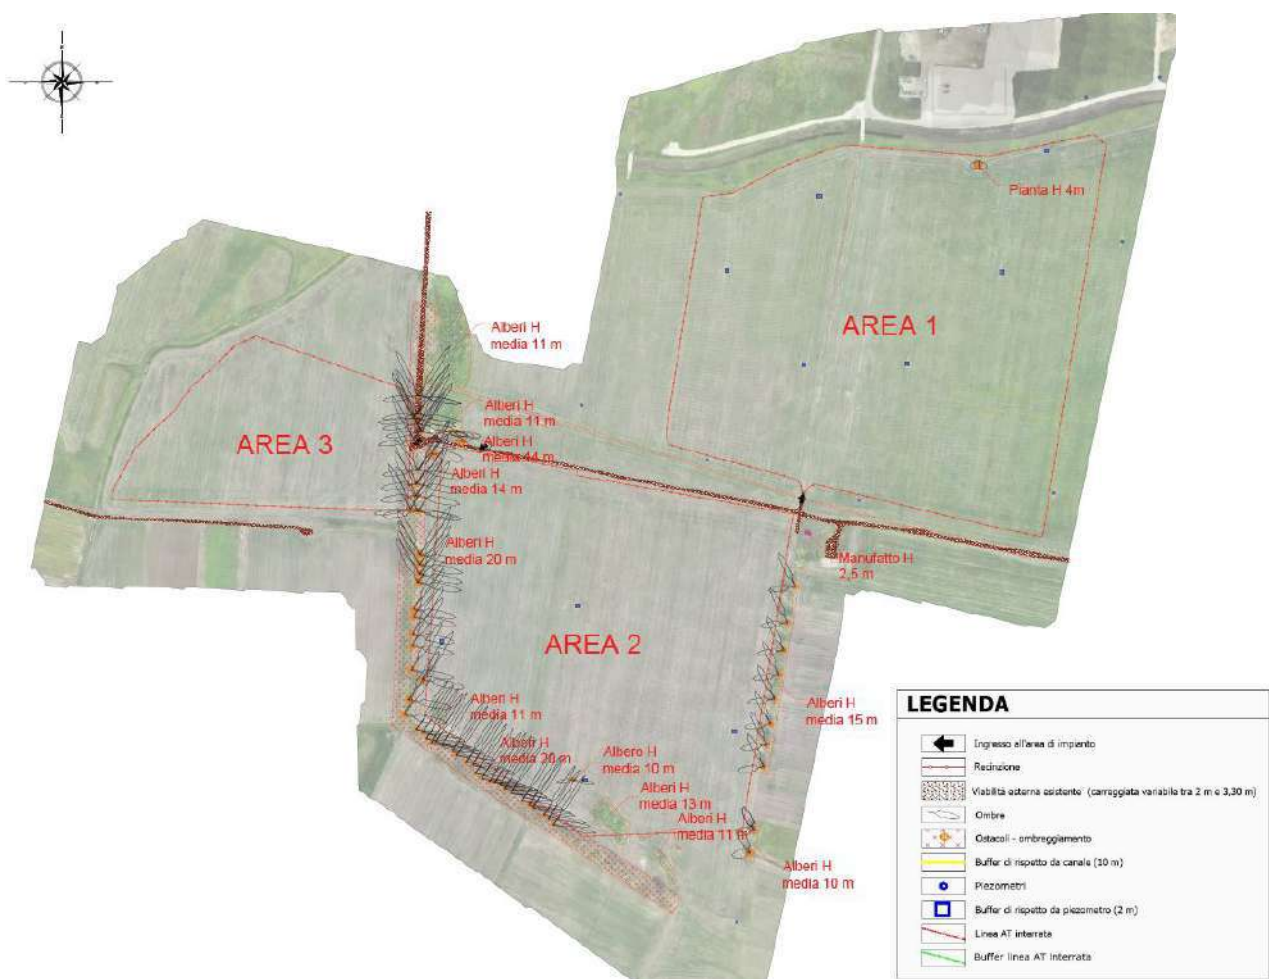 Pianta H 4m
AREA 1
Alberi H
media 11 m
Alberi H
media 11 m
AREA 3
Alberi H
media 14 m
Alberi H
media 14 m
Alberi H
media 20 m
Manufatto H
2,5 m
AREA 2
Alberi H
media 11 m
Alberi H
media 15 m
Alberi H
media 20 m
Albero H
media 10 m
Alberi H
media 13 m
Alberi H
media 11 m
Alberi H
media 10 m
LEGENDA
Ingresso all'area di impianto
Recinzione
Viabilità esterna esistente (carreggiata variabile tra 2 m e 3,30 m)
Ombre
Ostacoli - ombreggiamento
Buffer di rispetto da canale (10 m)
Piezometri
Buffer di rispetto da piezometro (2 m)
Linea AT interrata
Buffer linea AT interrata